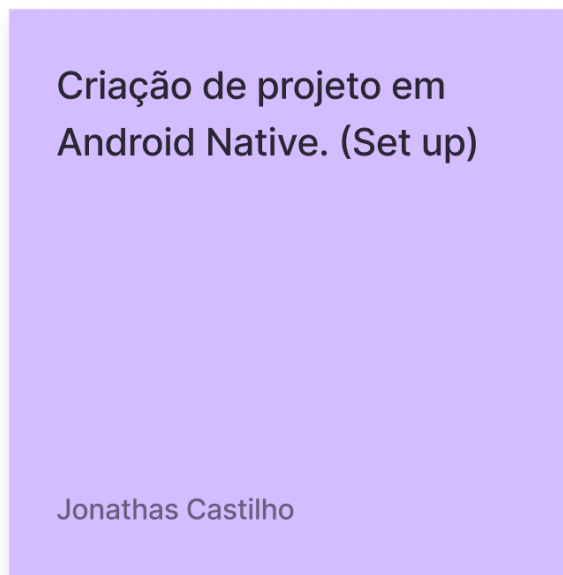 Criação de projeto em
Android Native. (Set up)
Jonathas Castilho